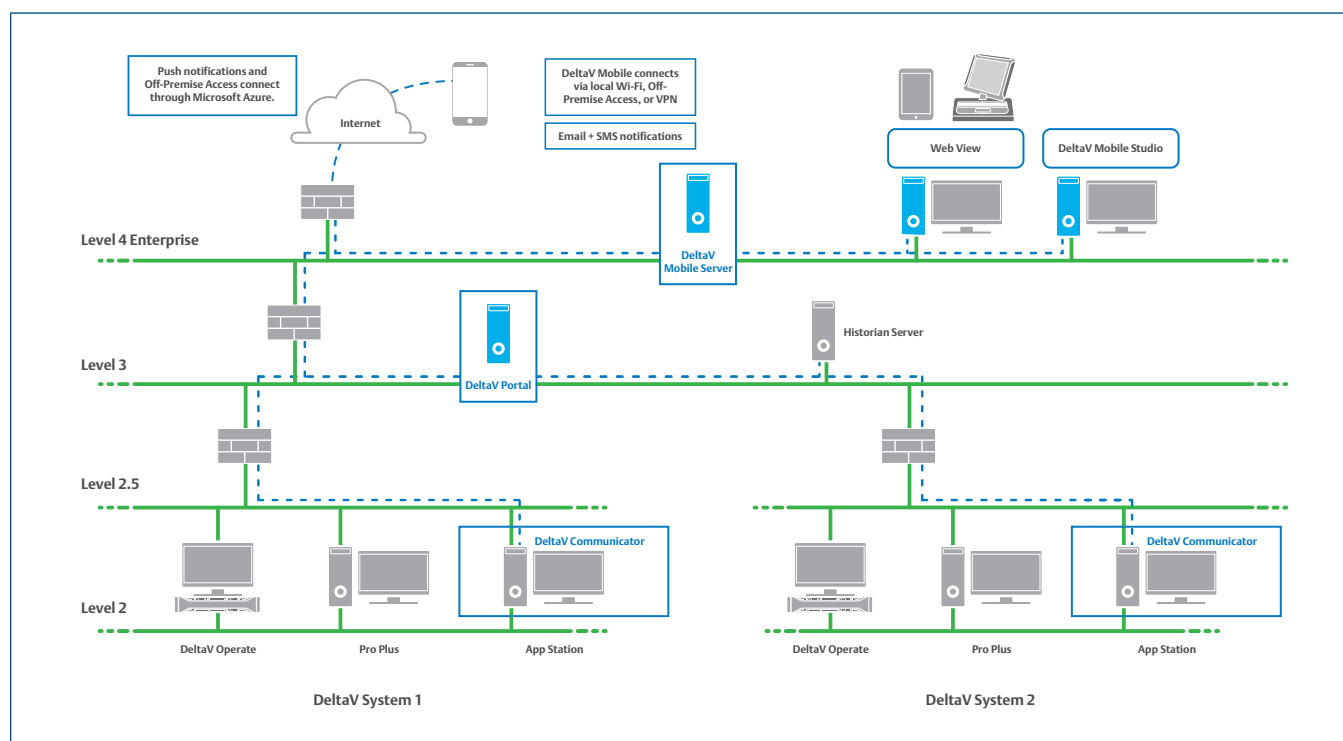 Push notifications and
Off-Premise Access connect
through Microsoft Azure.
Internet
DeltaV Mobile connects
via local Wi-Fi, Off-
Premise Access, or VPN
Email + SMS notifications
Web View
DeltaV Mobile Studio
Level 4 Enterprise
DeltaV
Mobile Server
Historian Server
Level 3
DeltaV Portal
Level 2.5
DeltaV Communicator
DeltaV Communicator
Level 2
DeltaV Operate
Pro Plus
App Station
DeltaV Operate
Pro Plus
App Station
DeltaV System 1
DeltaV System 2